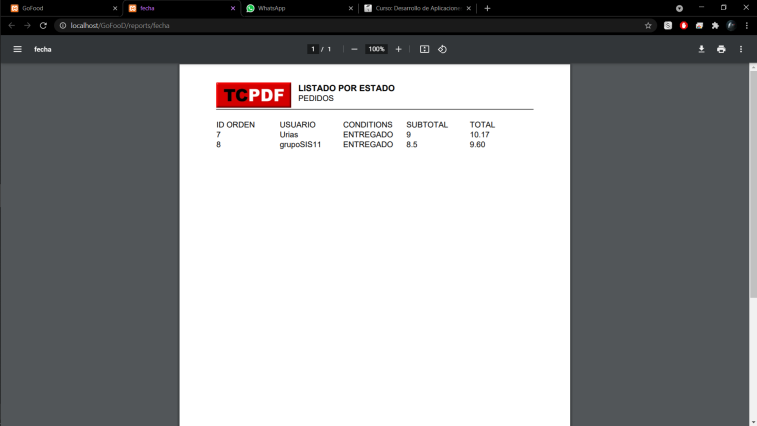 GoFood
fecha
WhatsApp
Curso: Desarrollo de Aplicacione
localhost/GoFooD/reports/fecha
fecha
1 / 1
100%
TCPDF
LISTADO POR ESTADO
PEDIDOS
ID ORDEN USUARIO CONDITIONS SUBTOTAL TOTAL
7 Urias ENTREGADO 9 10.17
8 grupoSIS11 ENTREGADO 8.5 9.60